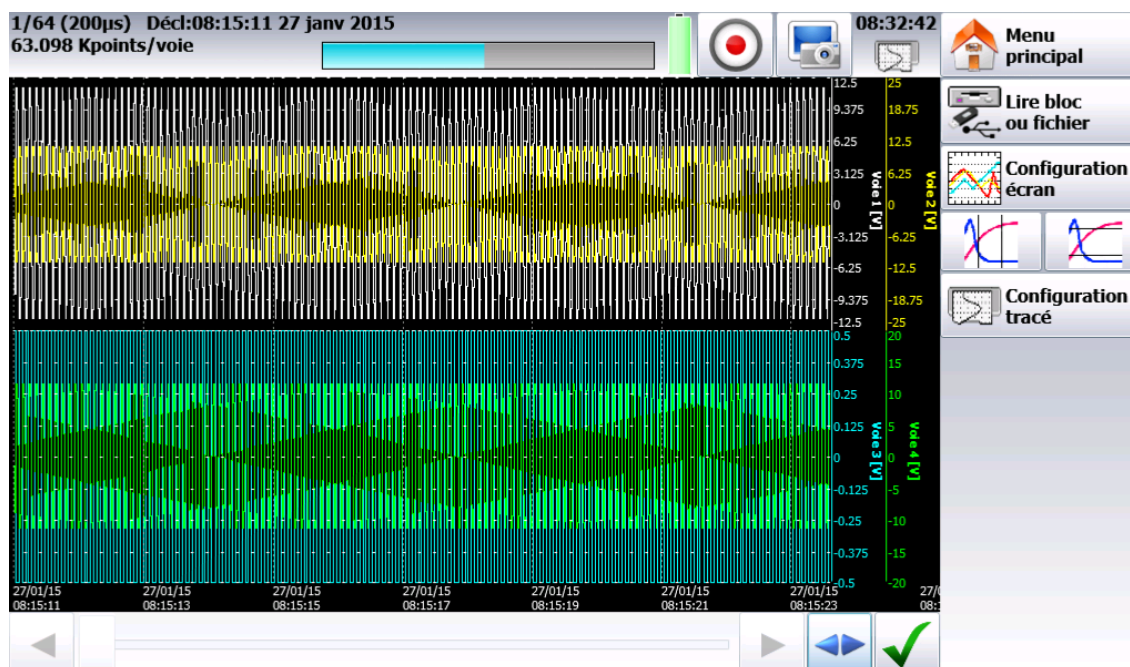 1/64 (200µs) Décl:08:15:11 27 janv 2015
63.098 Kpoints/voie
08:32:42
Menu
principal
Lire bloc
ou fichier
Configuration
écran
Configuration
tracé
12.5
9.375
6.25
3.125
0
-3.125
-6.25
-9.375
-12.5
Voie 1 [V]
25
18.75
12.5
6.25
0
-6.25
-12.5
-18.75
-25
Voie 2 [V]
0.5
0.375
0.25
0.125
0
-0.125
-0.25
-0.375
-0.5
Voie 3 [V]
20
15
10
5
0
-5
-10
-15
-20
Voie 4 [V]
27/01/15 27/01/15 27/01/15 27/01/15 27/01/15 27/01/15 27/01/15 27/
08:15:11 08:15:13 08:15:15 08:15:17 08:15:19 08:15:21 08:15:23 08: